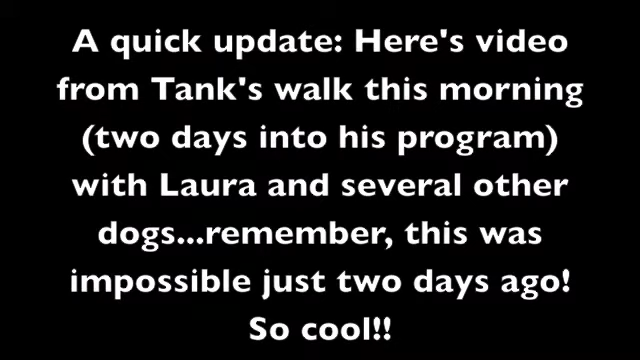 A quick update: Here's video
from Tank's walk this morning
(two days into his program)
with Laura and several other
dogs...remember, this was
impossible just two days ago!
So cool!!